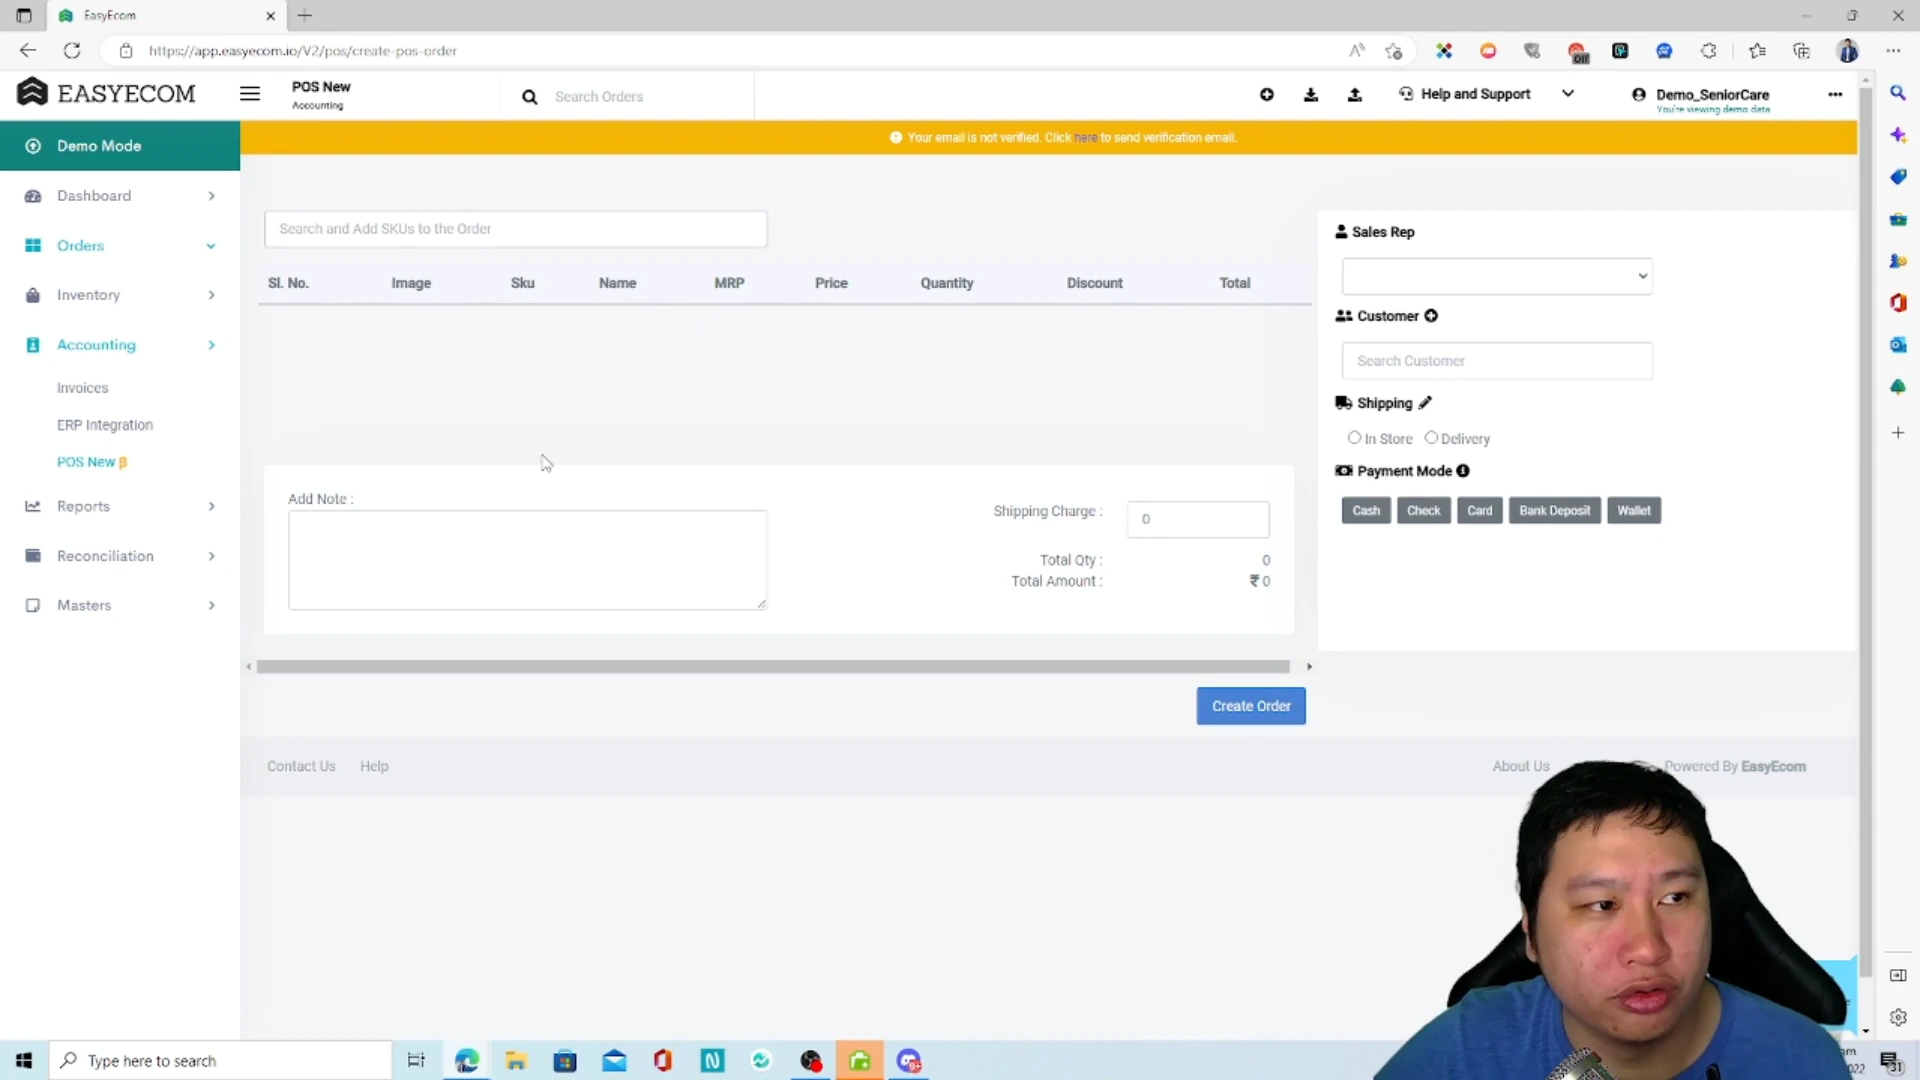 EasyEcom
https://app.easyecom.io/V2/pos/create-pos-order
OFF
EASYECOM
POS New
Accounting
Search Orders
Help and Support
Demo_SeniorCare
You're viewing demo data
Demo Mode
Your email is not verified. Click here to send verification email.
Dashboard
Orders
Inventory
Accounting
Invoices
ERP Integration
POS New β
Reports
Reconciliation
Masters
Search and Add SKUs to the Order
Sl. No. Image Sku Name MRP Price Quantity Discount Total
Add Note :
Shipping Charge : 0
Total Qty : 0
Total Amount : ₹ 0
Sales Rep
Customer
Search Customer
Shipping
In Store Delivery
Payment Mode
Cash Check Card Bank Deposit Wallet
Create Order
Contact Us Help
About Us
Powered By EasyEcom
Type here to search